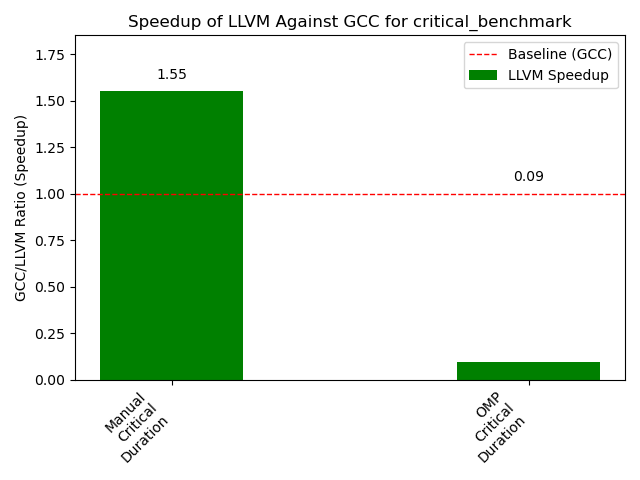 Speedup of LLVM Against GCC for critical_benchmark
GCC/LLVM Ratio (Speedup)
1.75
1.50
1.25
1.00
0.75
0.50
0.25
0.00
Baseline (GCC)
LLVM Speedup
1.55
0.09
Manual
Critical
Duration
OMP
Critical
Duration